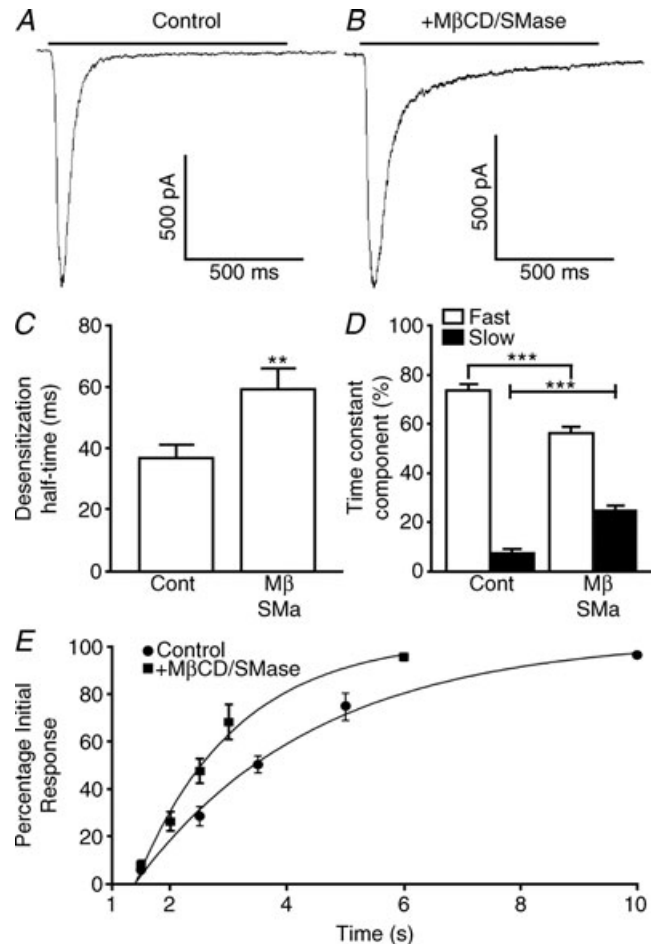 A
Control
B
+MβCD/SMase
500 pA
500 ms
500 pA
500 ms
C
80
60
40
20
0
Desensitization
half-time (ms)
**
Cont
Mβ
SMa
D
100
80
60
40
20
0
Time constant
component (%)
Fast
Slow
***
***
Cont
Mβ
SMa
E
100
80
60
40
20
0
Percentage Initial
Response
Control
+MβCD/SMase
1
2
4
6
8
10
Time (s)